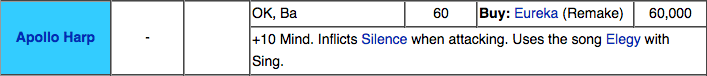 OK, Ba 60 Buy: Eureka (Remake) 60,000
Apollo Harp -
+10 Mind. Inflicts Silence when attacking. Uses the song Elegy with
Sing.